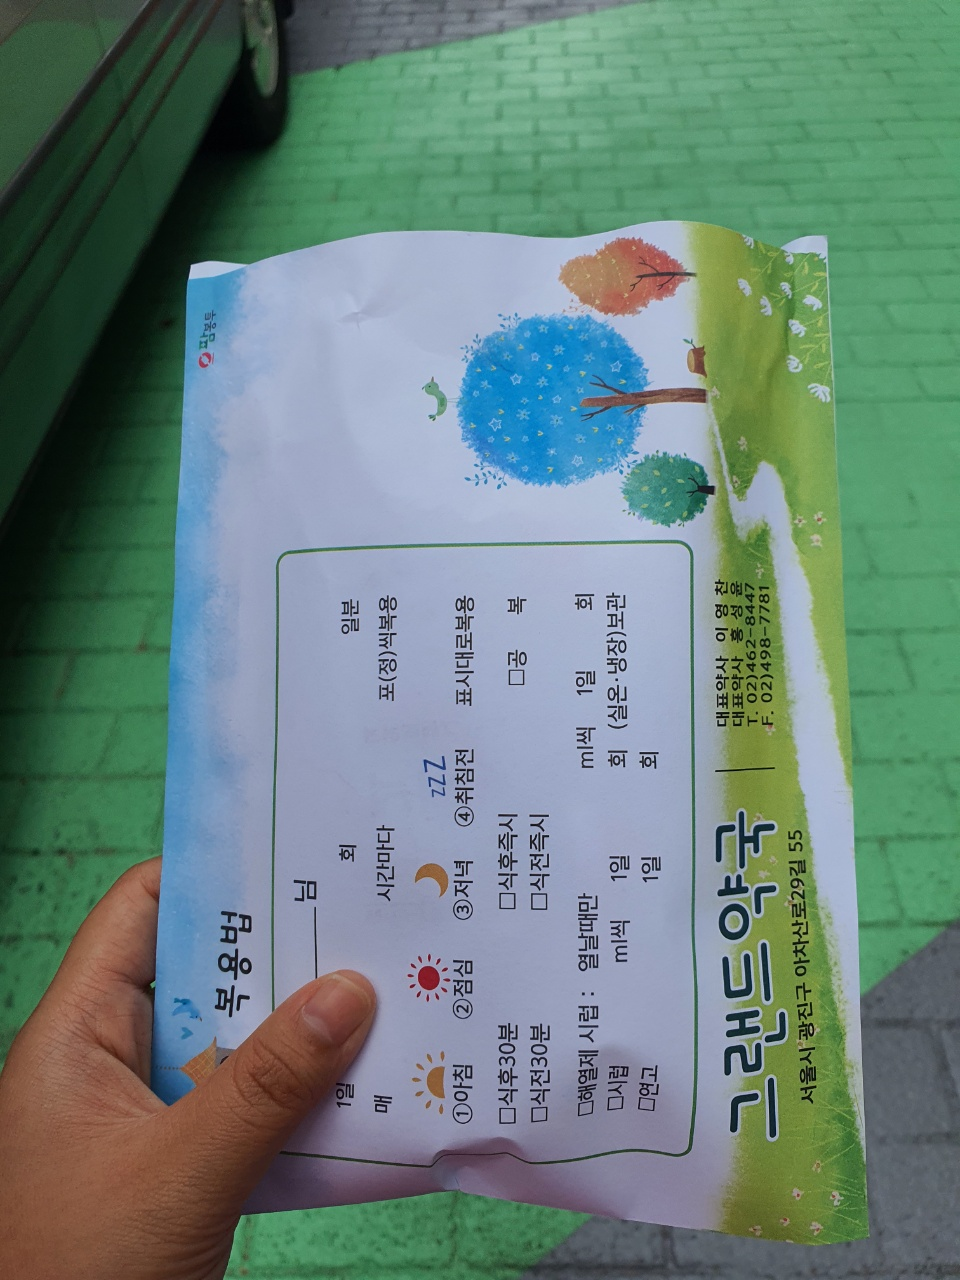 팜봉투
복용법
님
1일 회 일분
매 시간마다 포(정)씩복용
zzZ
①아침 ②점심 ③저녁 ④취침전 표시대로복용
□식후30분 □식후즉시 □공 복
□식전30분 □식전즉시
□해열제 시럽 : 열날때만 ml씩 1일 회
□시럽 ml씩 1일 회 (실온·냉장)보관
□연고 1일 회
그랜드약국
서울시 광진구 아차산로29길 55
대표약사 이 영 찬
대표약사 홍 성 윤
T. 02)462-8447
F. 02)498-7781